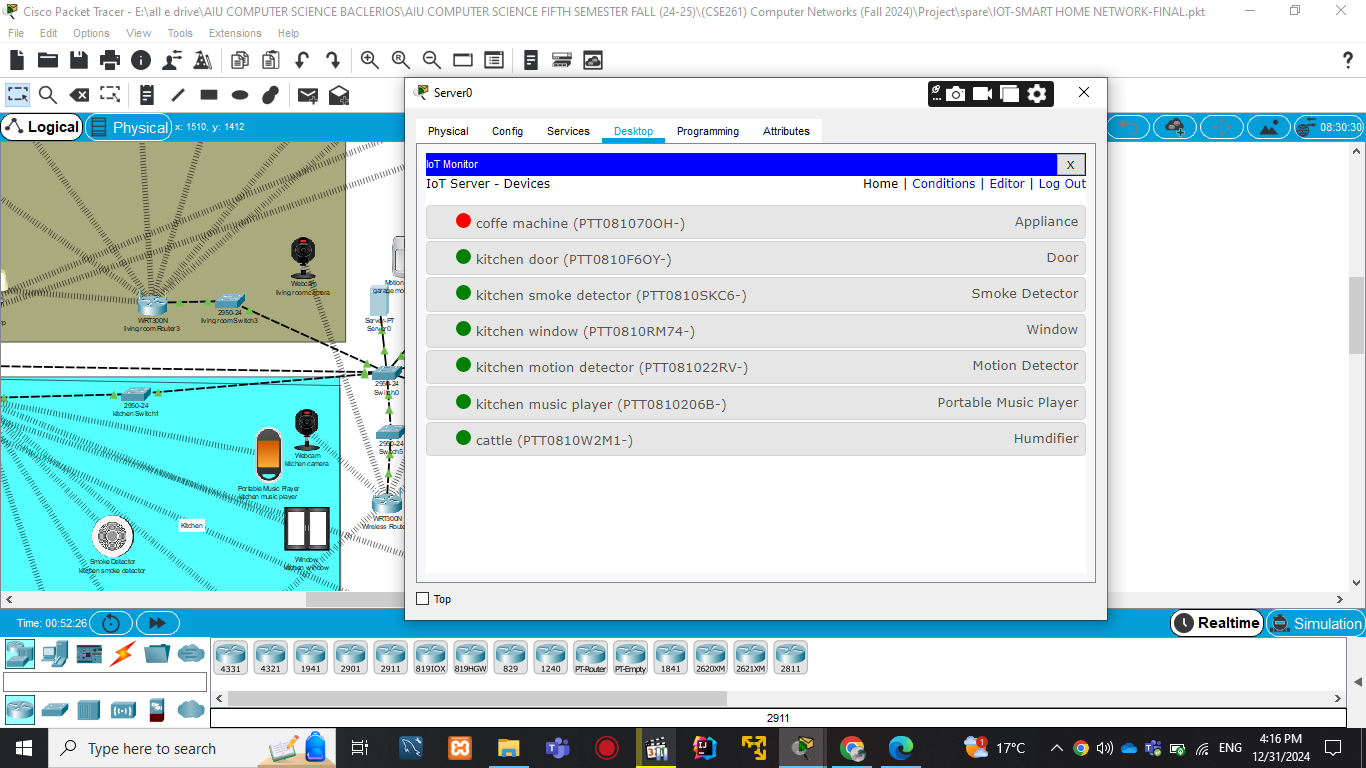 Cisco Packet Tracer - E:\all e drive\AIU COMPUTER SCIENCE BACLERIOS\AIU COMPUTER SCIENCE FIFTH SEMESTER FALL (24-25)\(CSE261) Computer Networks (Fall 2024)\Project\spare\IOT-SMART HOME NETWORK-FINAL.pkt
File Edit Options View Tools Extensions Help
Server0
Logical Physical x: 1510, y: 1412 08:30:30
Physical Config Services Desktop Programming Attributes
IoT Monitor X
IoT Server - Devices Home | Conditions | Editor | Log Out
coffe machine (PTT081070OH-) Appliance
kitchen door (PTT0810F6OY-) Door
kitchen smoke detector (PTT0810SKC6-) Smoke Detector
kitchen window (PTT0810RM74-) Window
kitchen motion detector (PTT081022RV-) Motion Detector
kitchen music player (PTT0810206B-) Portable Music Player
cattle (PTT0810W2M1-) Humdifier
Top
Webcam
living room camera
Motion
garage mo
WRT300N
living room Router3
2950-24
living room Switch3
Server-PT
Server0
2950-24
Switch0
2950-24
kitchen Switch1
2950-24
Switch5
Webcam
kitchen camera
Portable Music Player
kitchen music player
WRT300N
Wireless Route
Kitchen
Smoke Detector
kitchen smoke detector
Window
kitchen window
Time: 00:52:26 Realtime Simulation
4331 4321 1941 2901 2911 819IOX 819HGW 829 1240 PT-Router PT-Empty 1841 2620XM 2621XM 2811
2911
Type here to search 17°C ENG 4:16 PM
12/31/2024